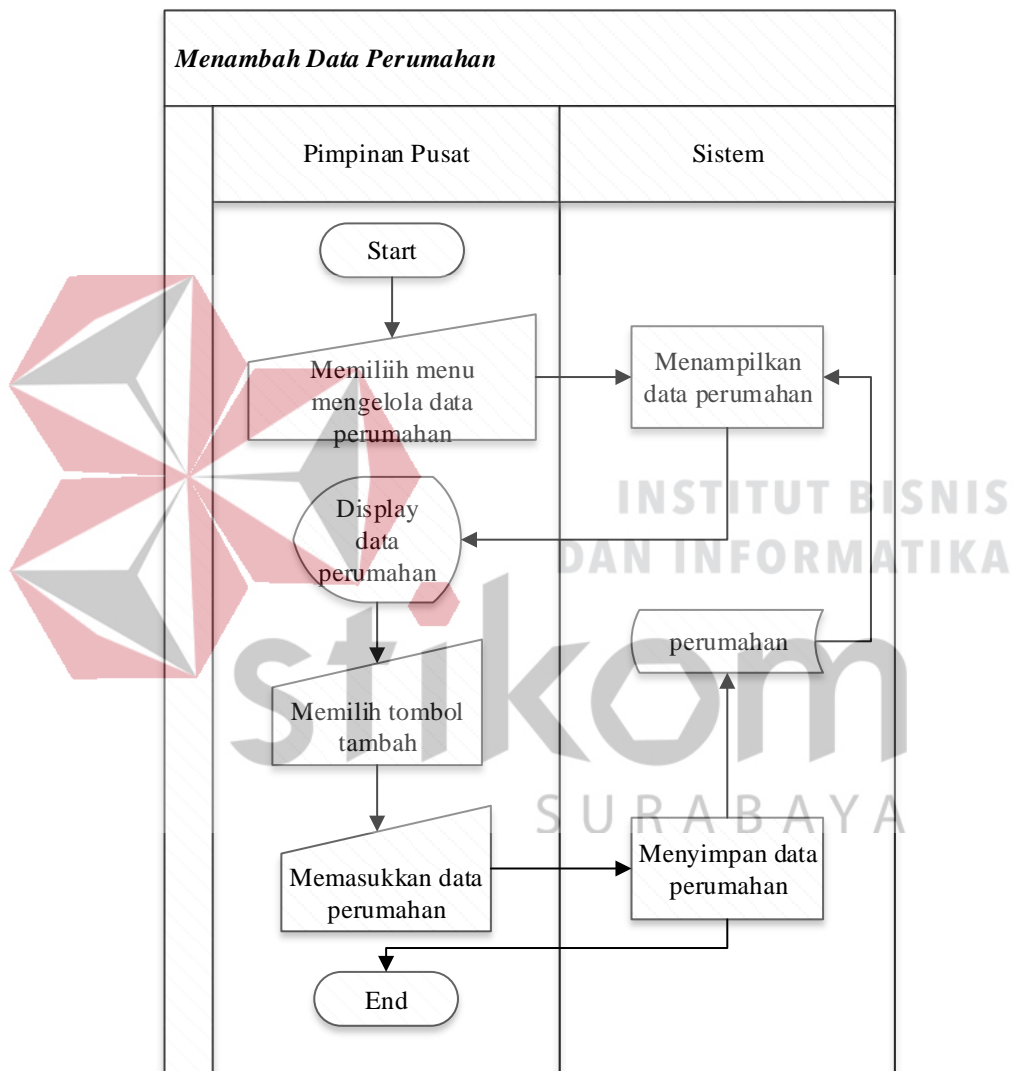 Menambah Data Perumahan
Pimpinan Pusat
Sistem
Start
Memiliih menu
mengelola data
perumahan
Menampilkan
data perumahan
Display
data
perumahan
INSTITUT BISNIS
DAN INFORMATIKA
stikom
SURABAYA
perumahan
Memilih tombol
tambah
Memasukkan data
perumahan
Menyimpan data
perumahan
End